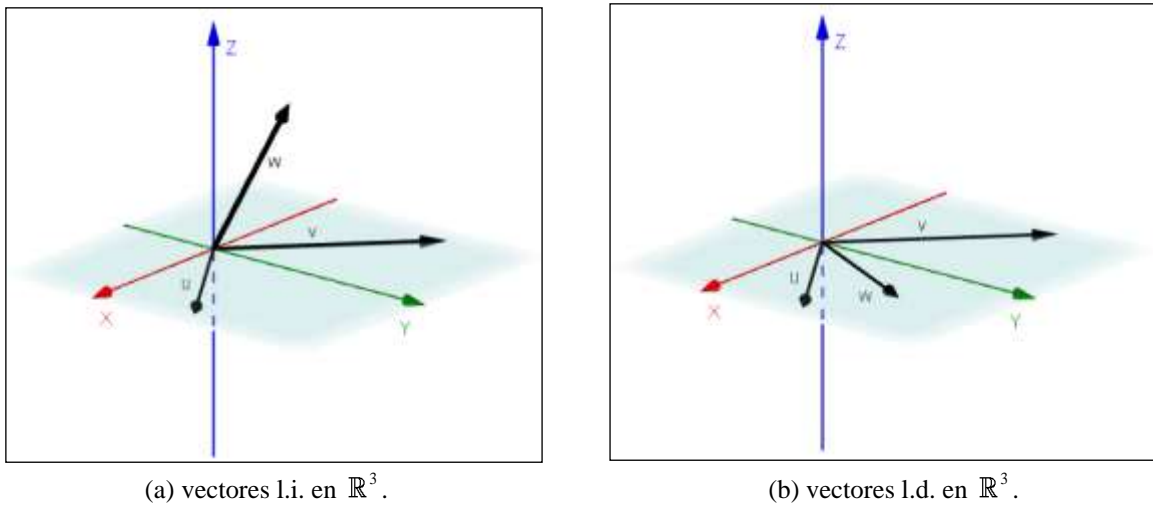 Z
w
v
u
X
Y
Z
v
u
w
X
Y
(a) vectores l.i. en ℝ³.
(b) vectores l.d. en ℝ³.